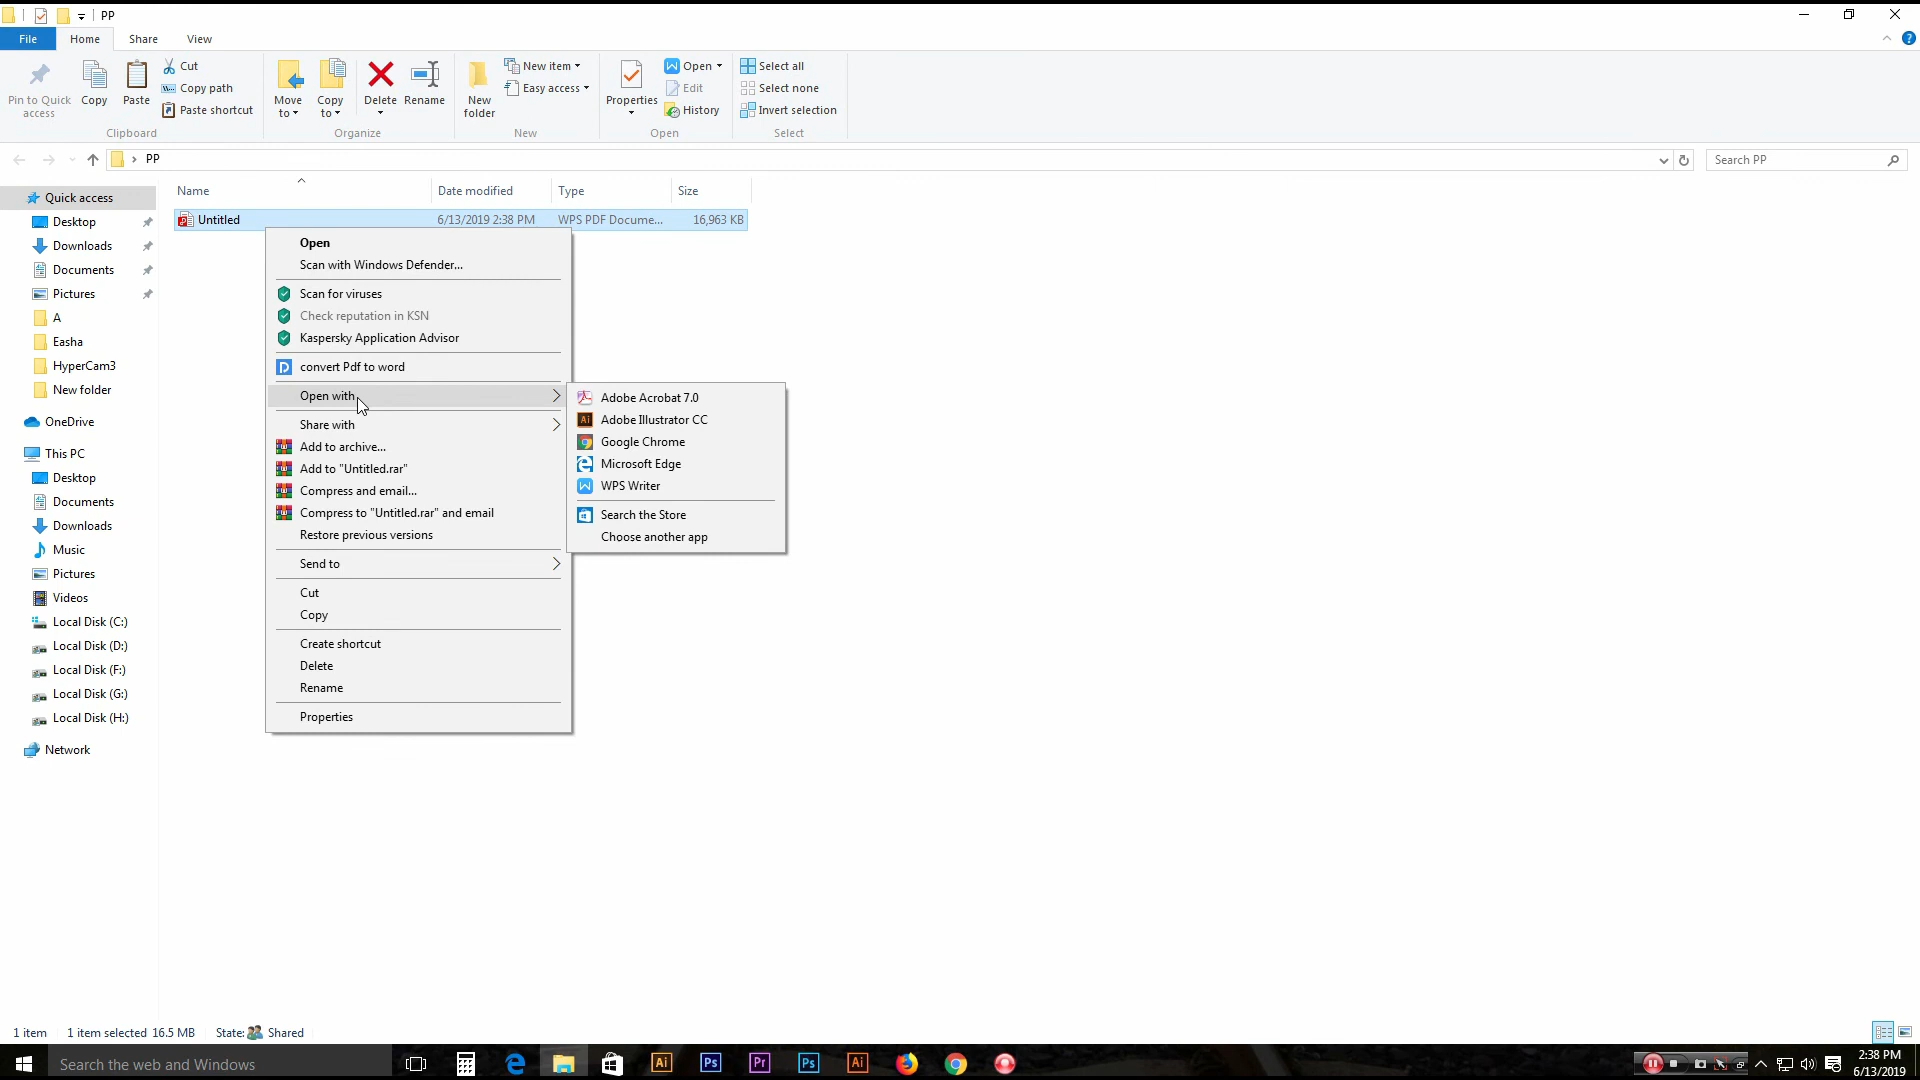 PP
File Home Share View
Pin to Quick access
Copy
Paste
Cut
Copy path
Paste shortcut
Clipboard
Move to
Copy to
Delete
Rename
Organize
New folder
New item
Easy access
New
Properties
Open
Edit
History
Open
Select all
Select none
Invert selection
Select
PP
Search PP
Name Date modified Type Size
Untitled 6/13/2019 2:38 PM WPS PDF Docume... 16,963 KB
Quick access
Desktop
Downloads
Documents
Pictures
A
Easha
HyperCam3
New folder
OneDrive
This PC
Desktop
Documents
Downloads
Music
Pictures
Videos
Local Disk (C:)
Local Disk (D:)
Local Disk (F:)
Local Disk (G:)
Local Disk (H:)
Network
Open
Scan with Windows Defender...
Scan for viruses
Check reputation in KSN
Kaspersky Application Advisor
convert Pdf to word
Open with
Share with
Add to archive...
Add to "Untitled.rar"
Compress and email...
Compress to "Untitled.rar" and email
Restore previous versions
Send to
Cut
Copy
Create shortcut
Delete
Rename
Properties
Adobe Acrobat 7.0
Adobe Illustrator CC
Google Chrome
Microsoft Edge
WPS Writer
Search the Store
Choose another app
1 item 1 item selected 16.5 MB State: Shared
Search the web and Windows
Ai
Ps
Pr
Ps
Ai
2:38 PM
6/13/2019